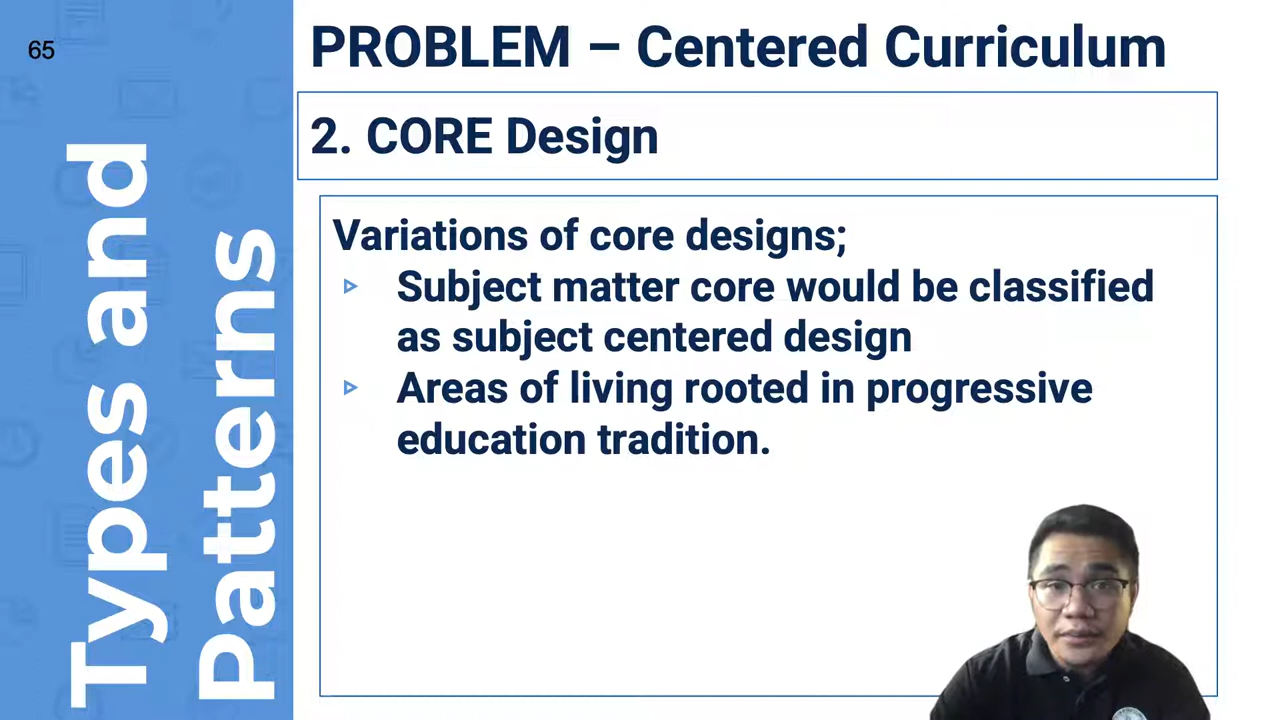 65
Types and
Patterns
PROBLEM – Centered Curriculum
2. CORE Design
Variations of core designs;
Subject matter core would be classified
as subject centered design
Areas of living rooted in progressive
education tradition.